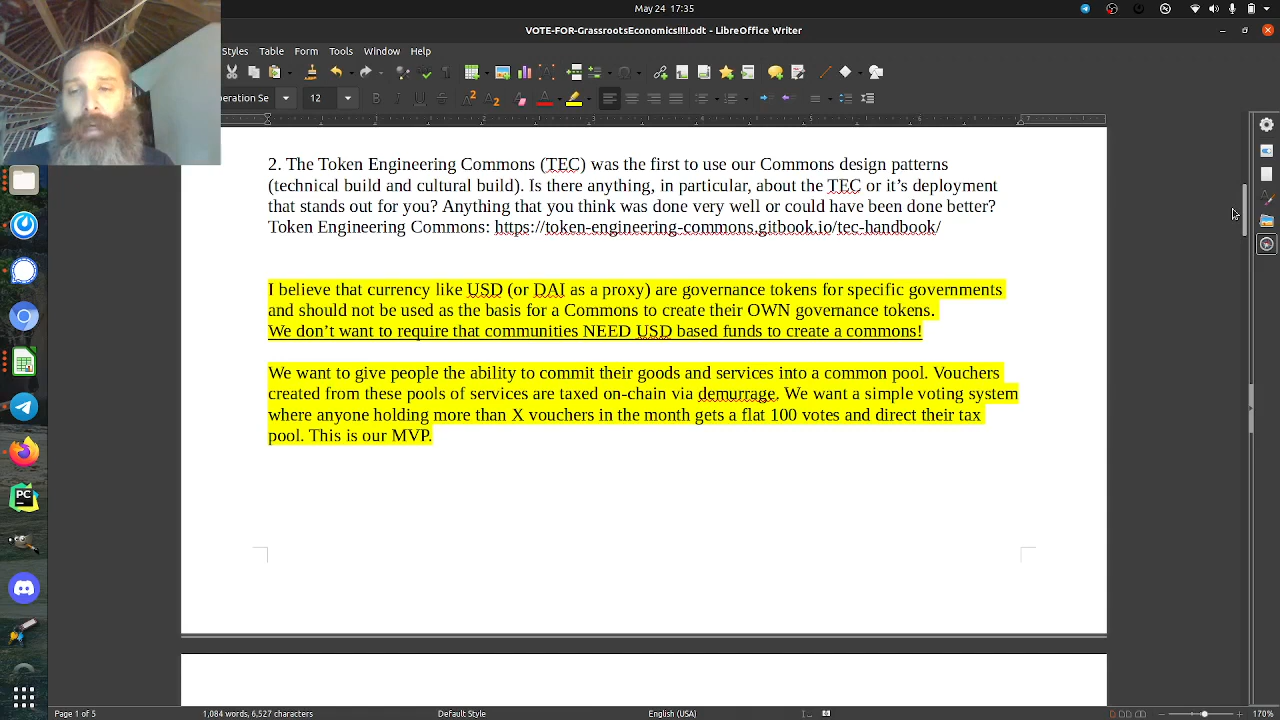 May 24 17:35
VOTE-FOR-GrassrootsEconomics!!!!.odt - LibreOffice Writer
Styles Table Form Tools Window Help
eration Se 12
1 2 3 4 5 6 7
2. The Token Engineering Commons (TEC) was the first to use our Commons design patterns
(technical build and cultural build). Is there anything, in particular, about the TEC or it’s deployment
that stands out for you? Anything that you think was done very well or could have been done better?
Token Engineering Commons: https://token-engineering-commons.gitbook.io/tec-handbook/
I believe that currency like USD (or DAI as a proxy) are governance tokens for specific governments
and should not be used as the basis for a Commons to create their OWN governance tokens.
We don’t want to require that communities NEED USD based funds to create a commons!
We want to give people the ability to commit their goods and services into a common pool. Vouchers
created from these pools of services are taxed on-chain via demurrage. We want a simple voting system
where anyone holding more than X vouchers in the month gets a flat 100 votes and direct their tax
pool. This is our MVP.
PC
Page 1 of 5 1,084 words, 6,527 characters Default Style English (USA) 170%